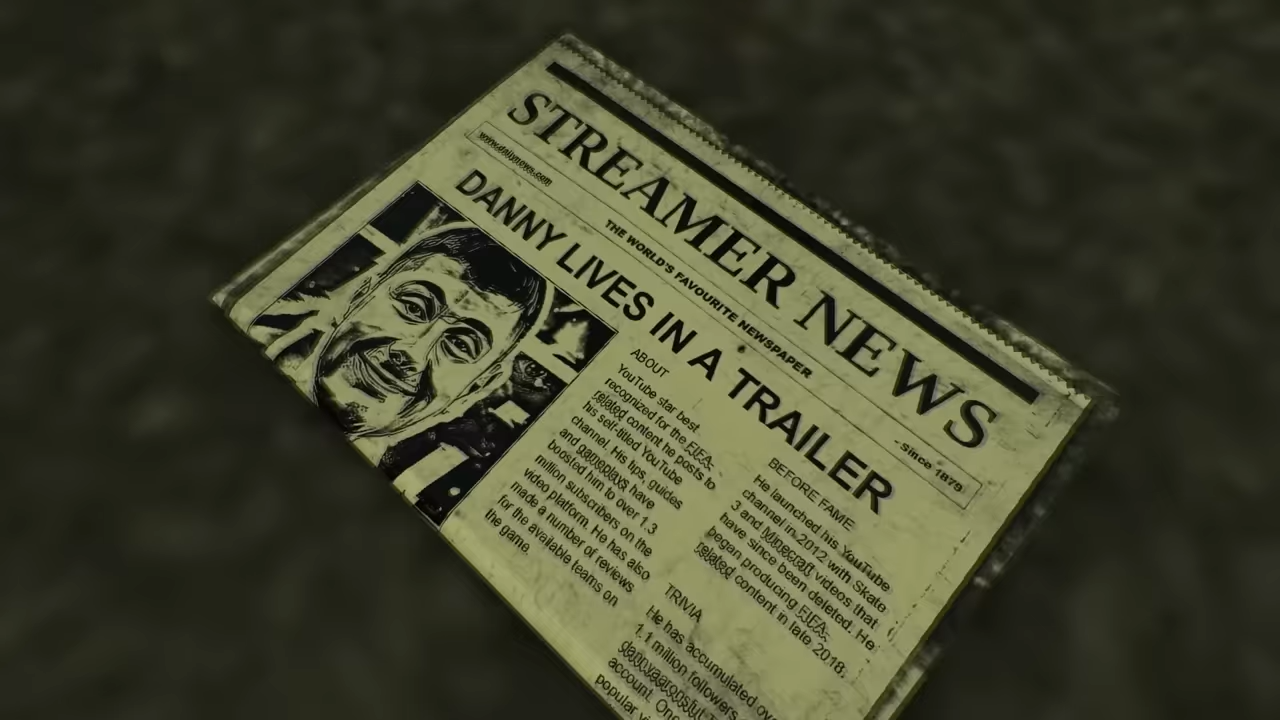 STREAMER NEWS
www.dailynews.com
THE WORLD'S FAVOURITE NEWSPAPER
-Since 1879
DANNY LIVES IN A TRAILER
ABOUT
YouTube star best
recognized for the FIFA-
related content he posts to
his self-titled YouTube
channel. His tips, guides
and gameplays have
boosted him to over 1.3
million subscribers on the
video platform. He has also
made a number of reviews
for the available teams on
the game.
BEFORE FAME
He launched his YouTube
channel in 2012 with Skate
3 and Minecraft videos that
have since been deleted. He
began producing FIFA-
related content in late 2018.
TRIVIA
He has accumulated over
1.1 million followers
account. One
popular